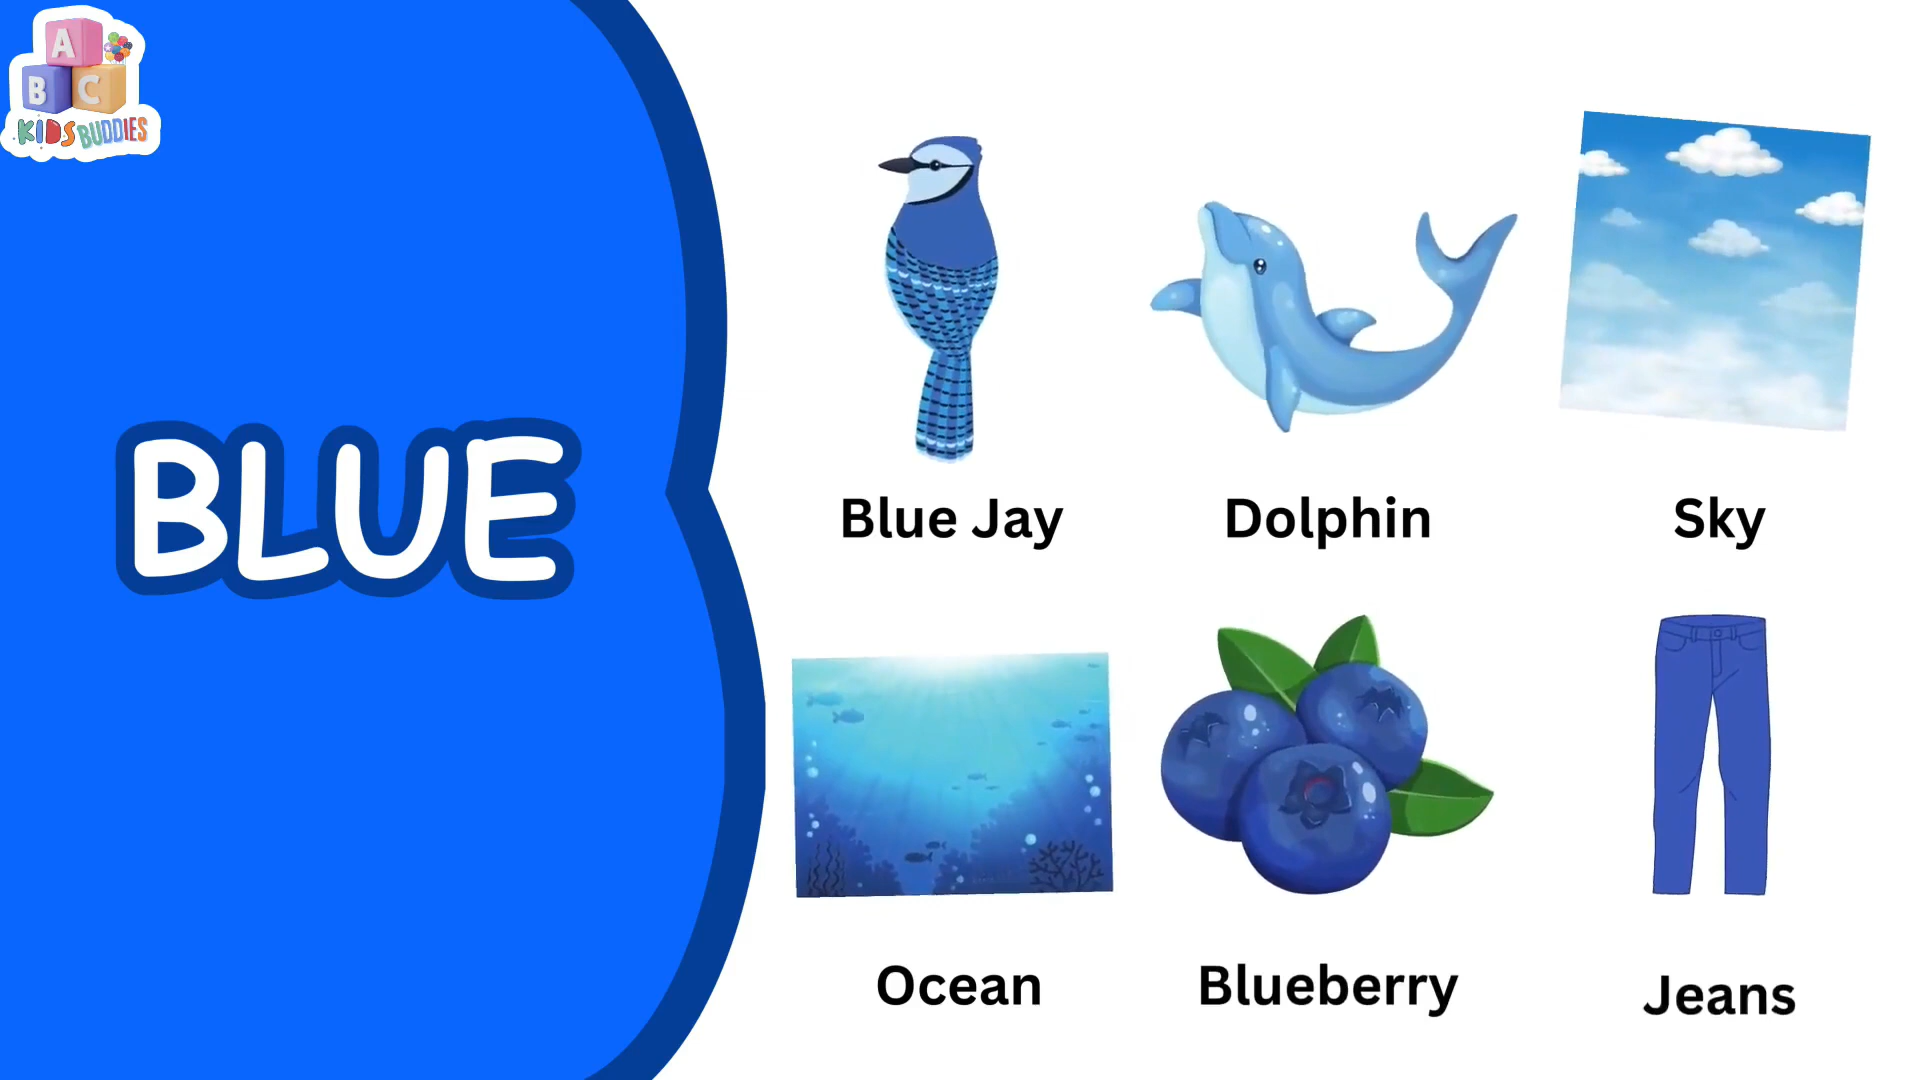 A
B C
KIDS BUDDIES
BLUE
Blue Jay
Dolphin
Sky
Ocean
Blueberry
Jeans